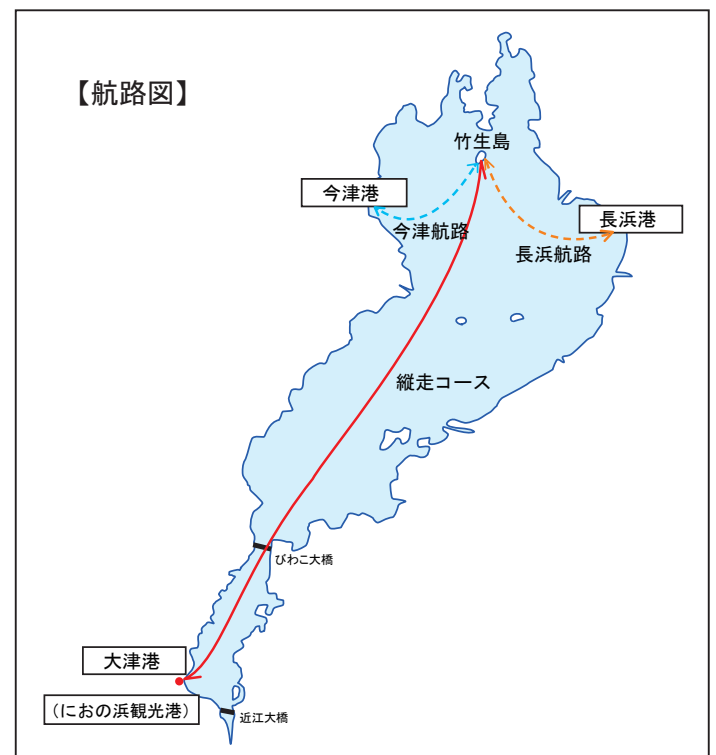 【航路図】
竹生島
今津港
長浜港
今津航路
長浜航路
縦走コース
びわこ大橋
大津港
(におの浜観光港)
近江大橋